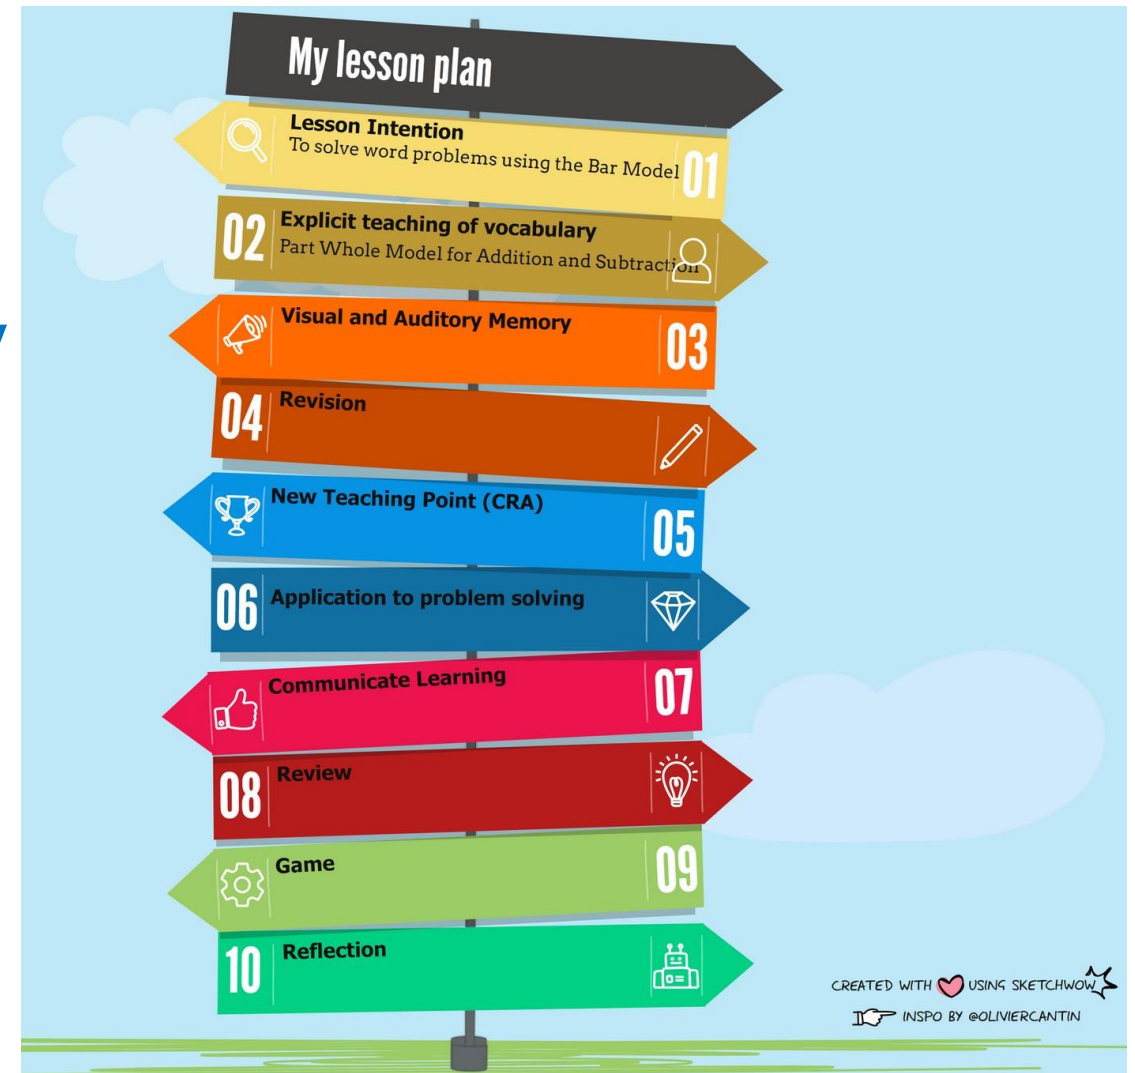 My lesson plan
Lesson Intention
To solve word problems using the Bar Model
01
02
Explicit teaching of vocabulary
Part Whole Model for Addition and Subtraction
Visual and Auditory Memory
03
04
Revision
New Teaching Point (CRA)
05
06
Application to problem solving
Communicate Learning
07
08
Review
Game
09
10
Reflection
CREATED WITH USING SKETCHWOW
INSPO BY @OLIVIERCANTIN